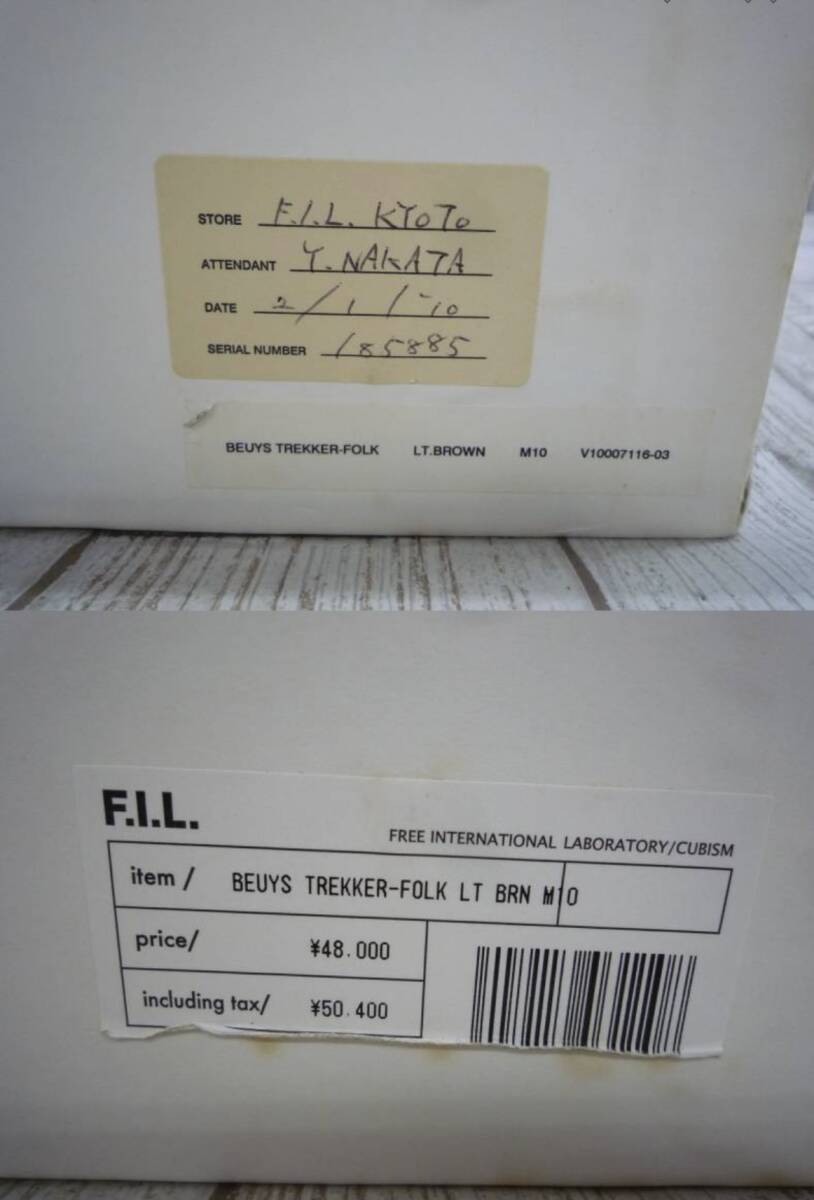 STORE F.I.L. KYOTO
ATTENDANT Y. NAKATA
DATE 2/1/-10
SERIAL NUMBER 185885
BEUYS TREKKER-FOLK LT.BROWN M10 V10007116-03
F.I.L.
FREE INTERNATIONAL LABORATORY/CUBISM
item / BEUYS TREKKER-FOLK LT BRN M10
price/ ¥48.000
including tax/ ¥50.400